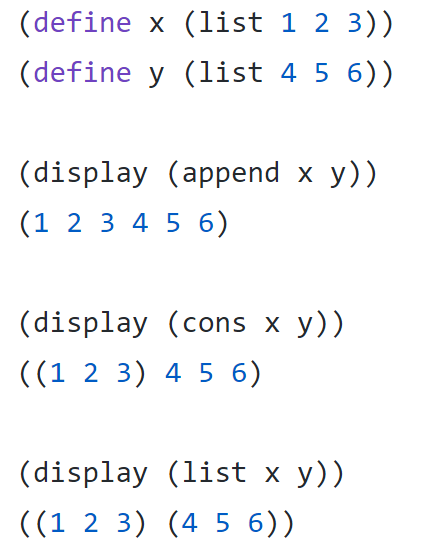 (define x (list 1 2 3))
(define y (list 4 5 6))
(display (append x y))
(1 2 3 4 5 6)
(display (cons x y))
((1 2 3) 4 5 6)
(display (list x y))
((1 2 3) (4 5 6))